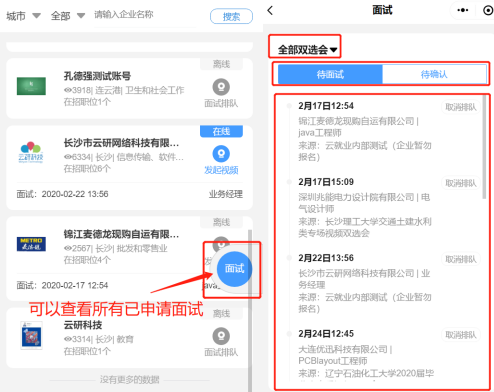 城市
全部
请输入企业名称
搜索
离线
孔德强测试账号
3918| 连云港| 卫生和社会工作
在招职位1个
面试排队
在线
长沙市云研网络科技有限...
6334| 长沙| 信息传输、软件...
在招职位6个
发起视频
面试：2020-02-22 13:56
业务经理
离线
锦江麦德龙现购自运有限...
2567| 长沙| 批发和零售业
在招职位4个
面试
面试：2020-02-17 12:54
java_
可以查看所有已申请面试
离线
云研科技
3314| 长沙| 教育
在招职位1个
面试排队
没有更多的数据
面试
全部双选会
待面试
待确认
2月17日12:54
取消排队
锦江麦德龙现购自运有限公司 |
java工程师
来源：云就业内部测试（企业暂勿
报名）
2月17日15:09
取消排队
深圳兆能电力设计院有限公司 | 电
气设计师
来源：长沙理工大学交通土建水利
类专场视频双选会
2月22日13:56
取消排队
长沙市云研网络科技有限公司 | 业
务经理
来源：云就业内部测试（企业暂勿
报名）
2月24日12:45
取消排队
大连优迅科技有限公司 |
PCBlayout工程师
来源：辽宁石油化工大学2020届毕